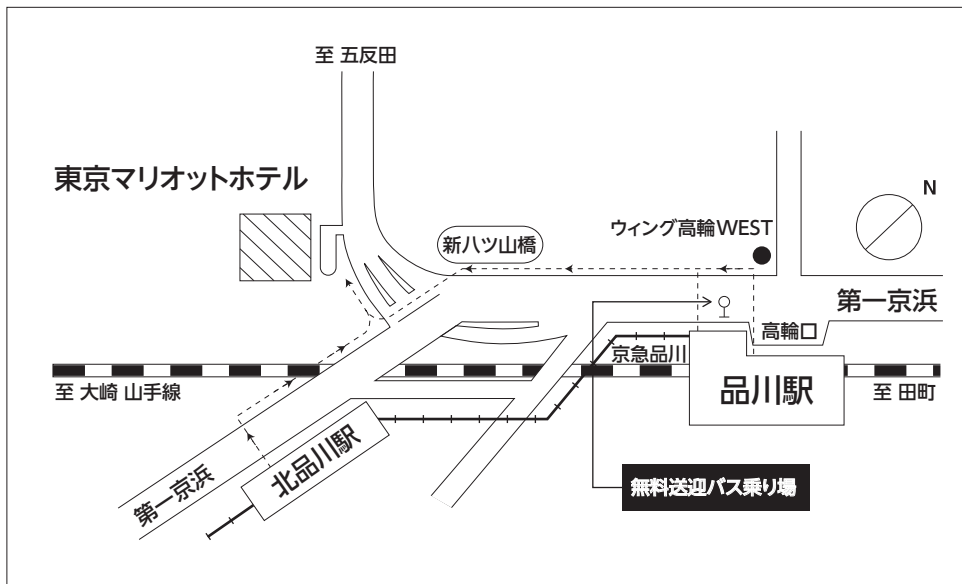 至 五反田
東京マリオットホテル
N
ウィング高輪WEST
新八ツ山橋
第一京浜
高輪口
京急品川
至 大崎 山手線
品川駅
至 田町
北品川駅
第一京浜
無料送迎バス乗り場